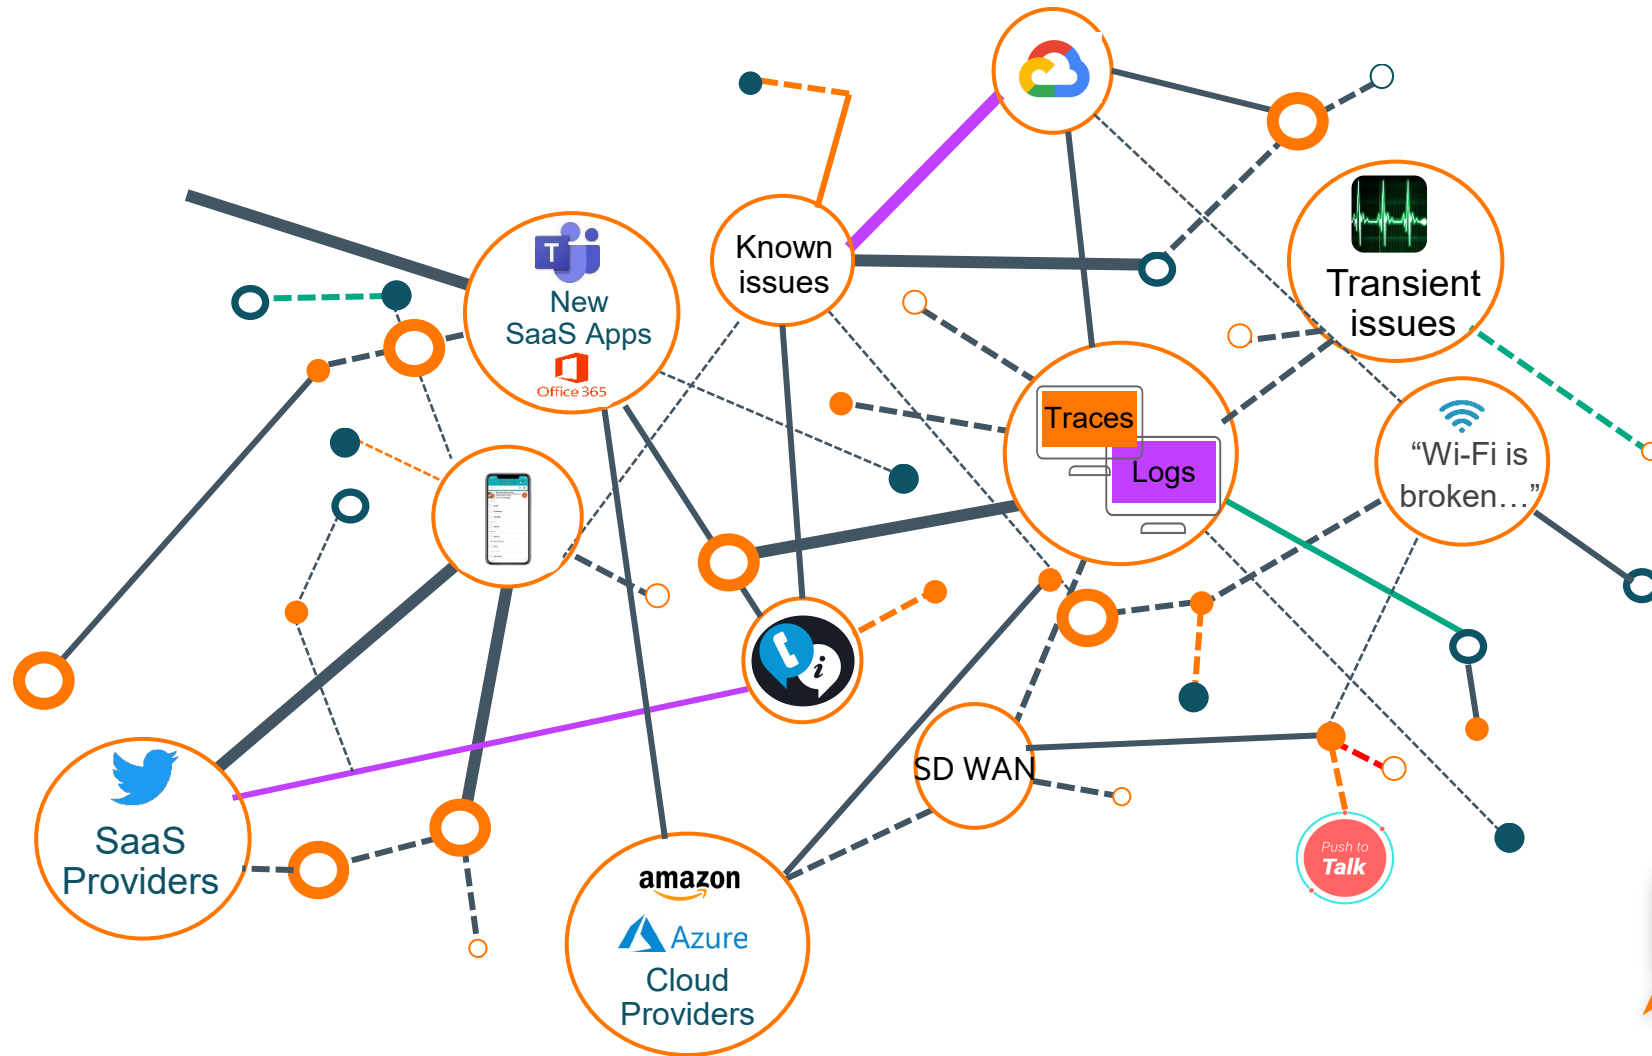 Known
issues
T
New
SaaS Apps
Office 365
Transient
issues
Traces
Logs
“Wi-Fi is
broken…”
i
SD WAN
SaaS
Providers
Push to
Talk
amazon
Azure
Cloud
Providers